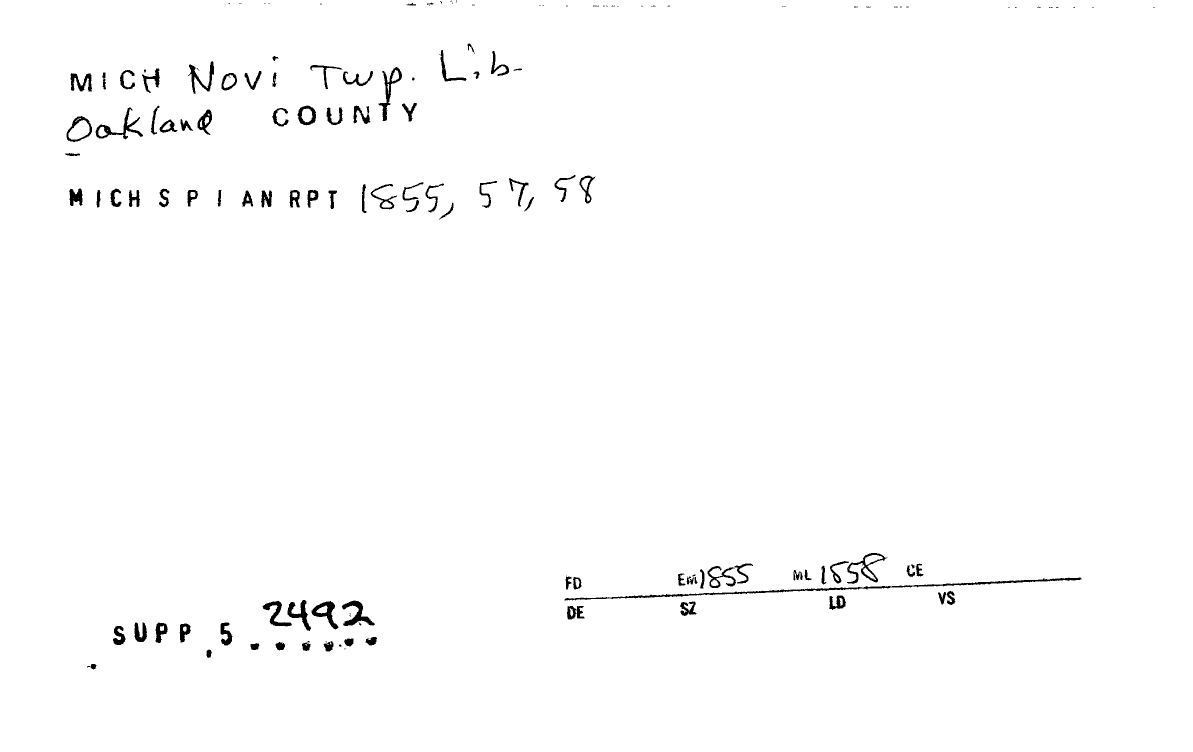 MICH Novi Twp. Lib.
Oakland COUNTY
MICH S P I AN RPT 1855, 57, 58
FD EM 1855 ML 1858 CE
DE SZ LD VS
SUPP. 5 2492